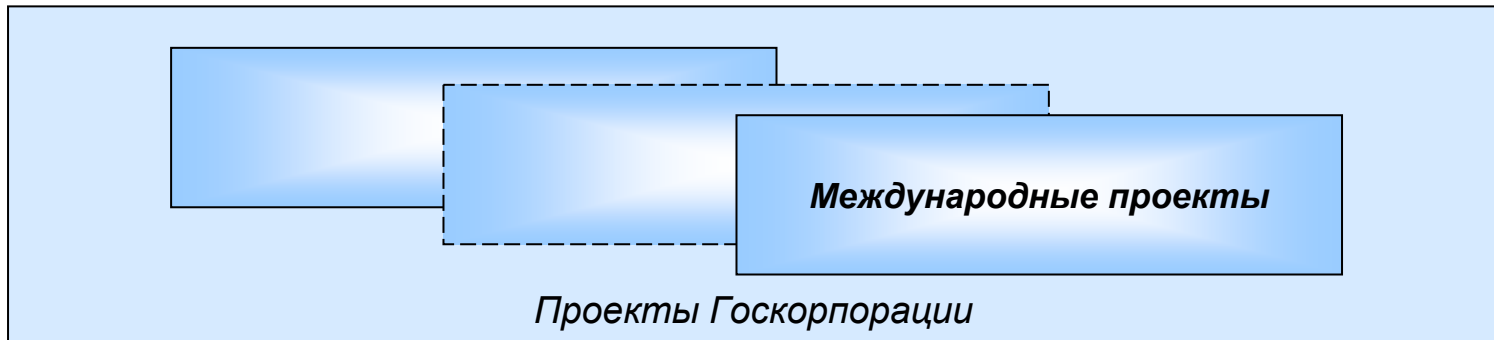 Международные проекты
Проекты Госкорпорации